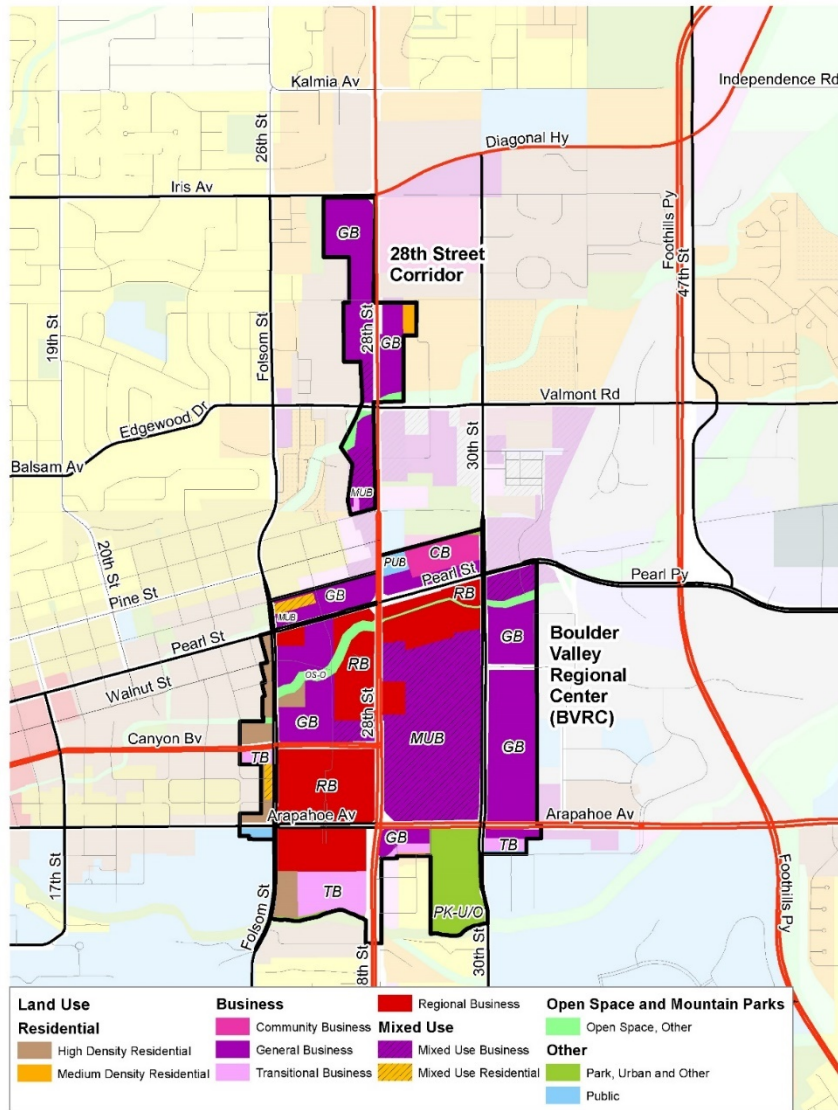 Kalmia Av
Independence Rd
26th St
Diagonal Hy
Iris Av
Foothills Py
47th St
GB
28th Street
Corridor
19th St
Folsom St
28th St
GB
Valmont Rd
Edgewood Dr
30th St
Balsam Av
MUB
20th St
CB
PUB
Pearl St
Pearl Py
Pine St
GB
RB
MUB
Pearl St
GB
Boulder
Valley
Regional
Center
(BVRC)
Walnut St
OS-O
RB
28th St
GB
MUB
GB
Canyon Bv
TB
RB
Arapahoe Av
Arapahoe Av
GB
TB
17th St
Folsom St
TB
PK-U/O
Foothills Py
8th St
30th St
Land Use
Residential
High Density Residential
Medium Density Residential
Business
Community Business
General Business
Transitional Business
Regional Business
Mixed Use
Mixed Use Business
Mixed Use Residential
Open Space and Mountain Parks
Open Space, Other
Other
Park, Urban and Other
Public